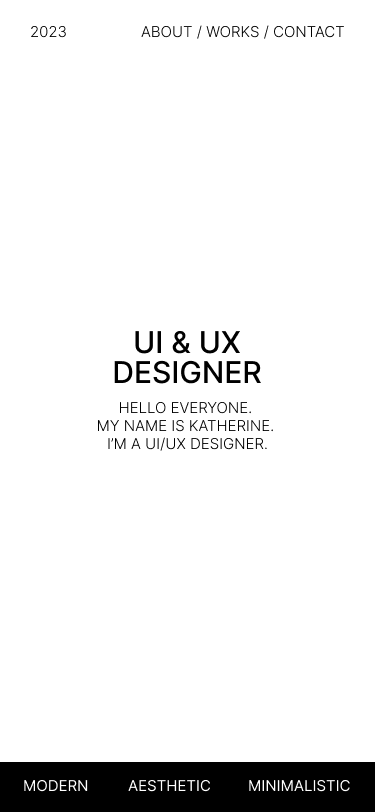 2023 ABOUT / WORKS / CONTACT
UI & UX
DESIGNER
HELLO EVERYONE.
MY NAME IS KATHERINE.
I'M A UI/UX DESIGNER.
MODERN AESTHETIC MINIMALISTIC